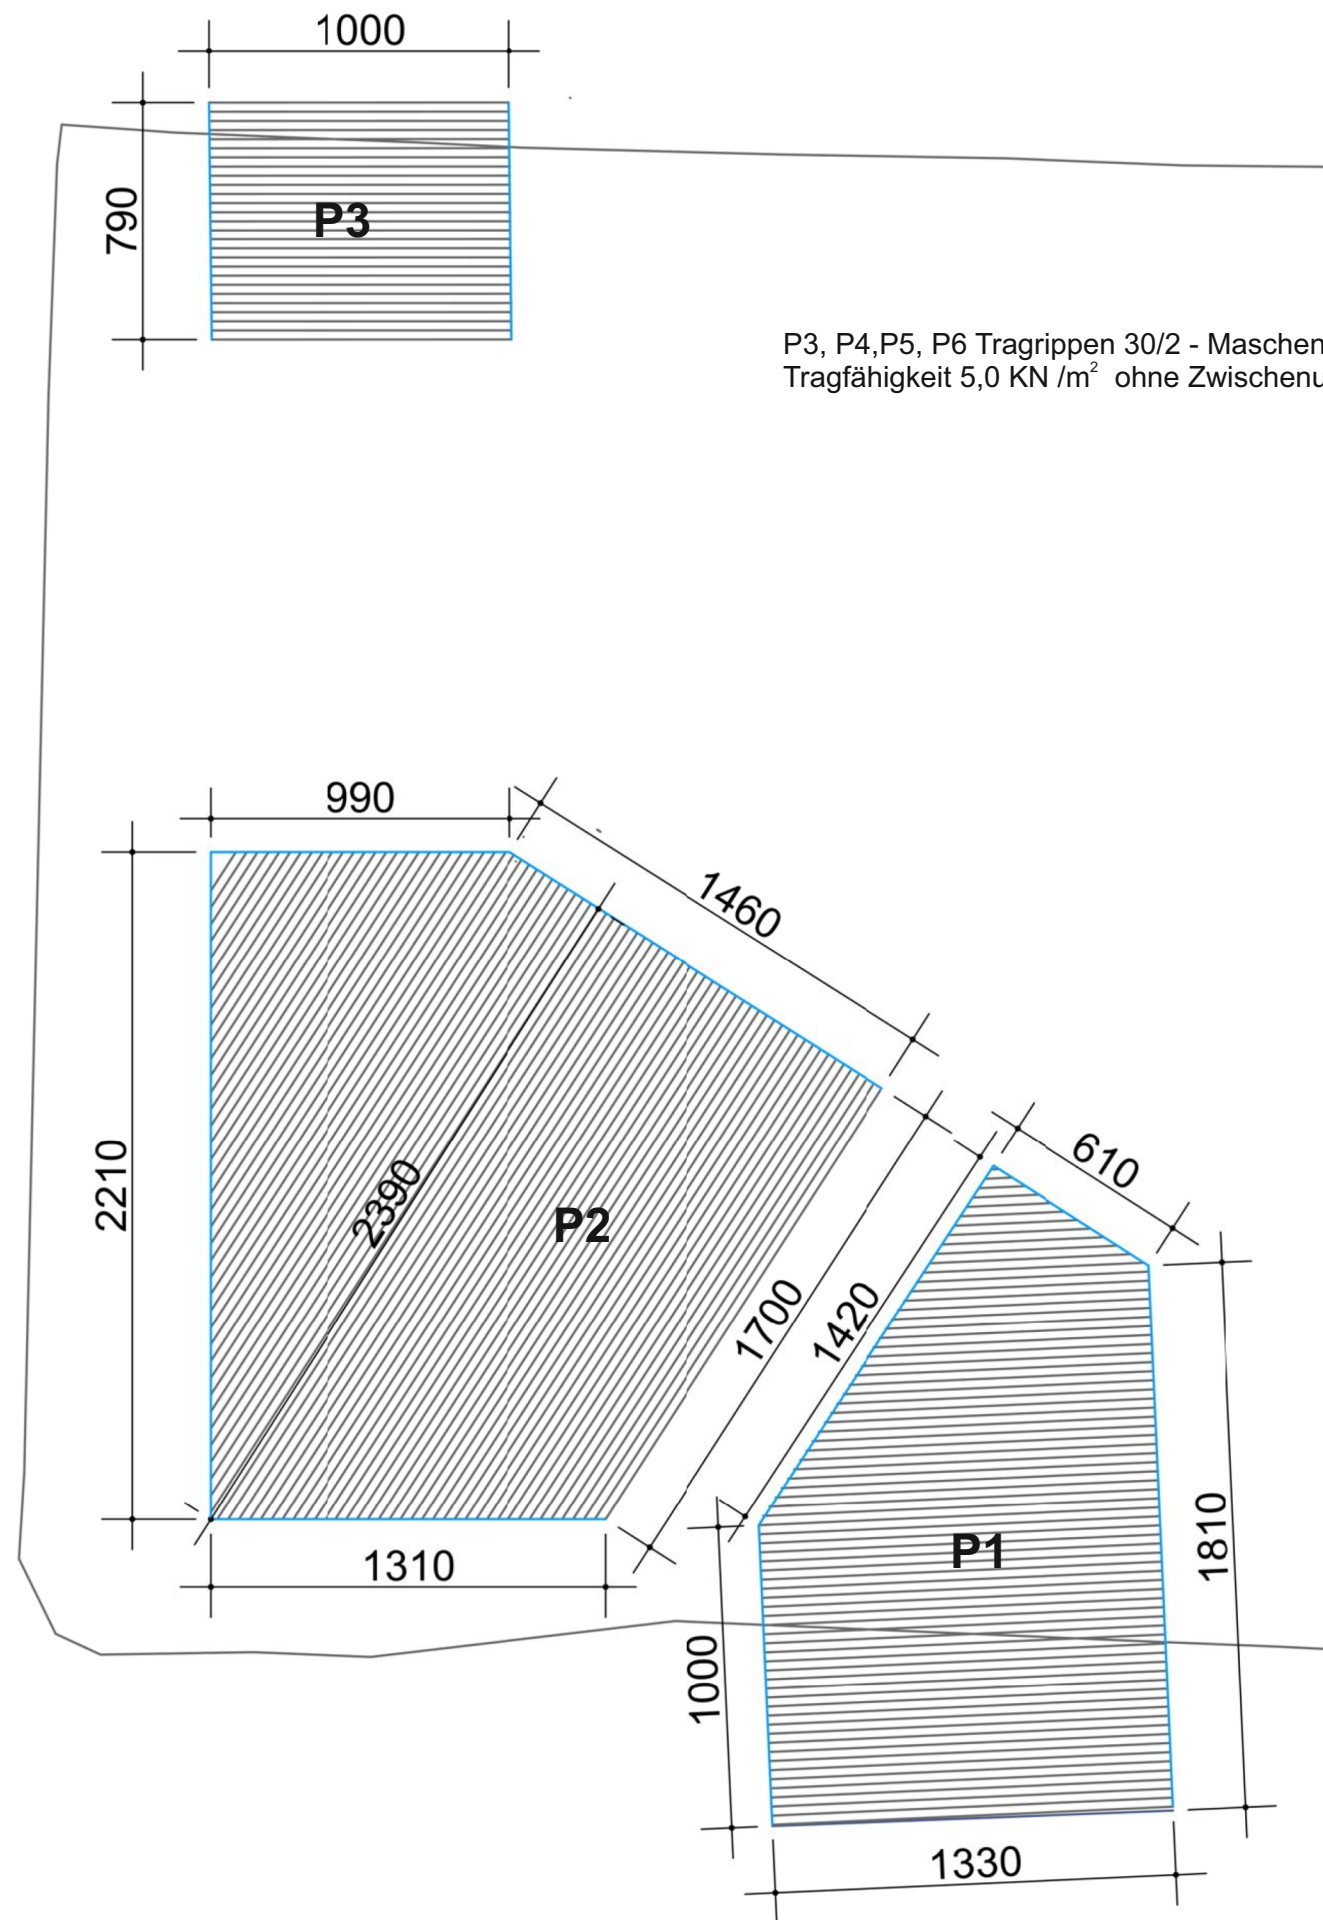 1000
790
P3
P3, P4,P5, P6 Tragrippen 30/2 - Maschen
Tragfähigkeit 5,0 KN /m² ohne Zwischenu
990
1460
2210
2390
P2
1700
1420
610
1310
P1
1810
1000
1330